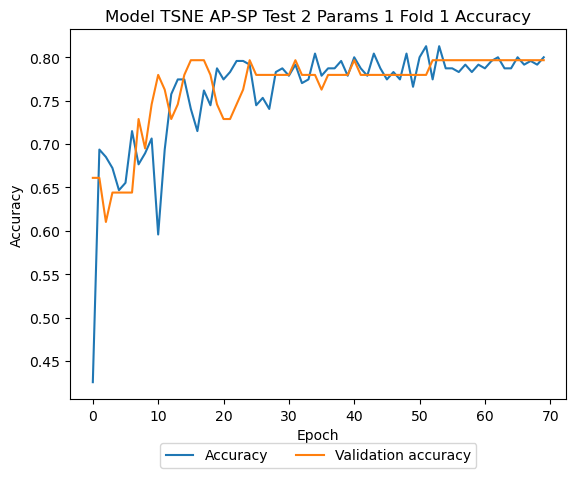 Model TSNE AP-SP Test 2 Params 1 Fold 1 Accuracy
Accuracy
0.80
0.75
0.70
0.65
0.60
0.55
0.50
0.45
0 10 20 30 40 50 60 70
Epoch
Accuracy Validation accuracy